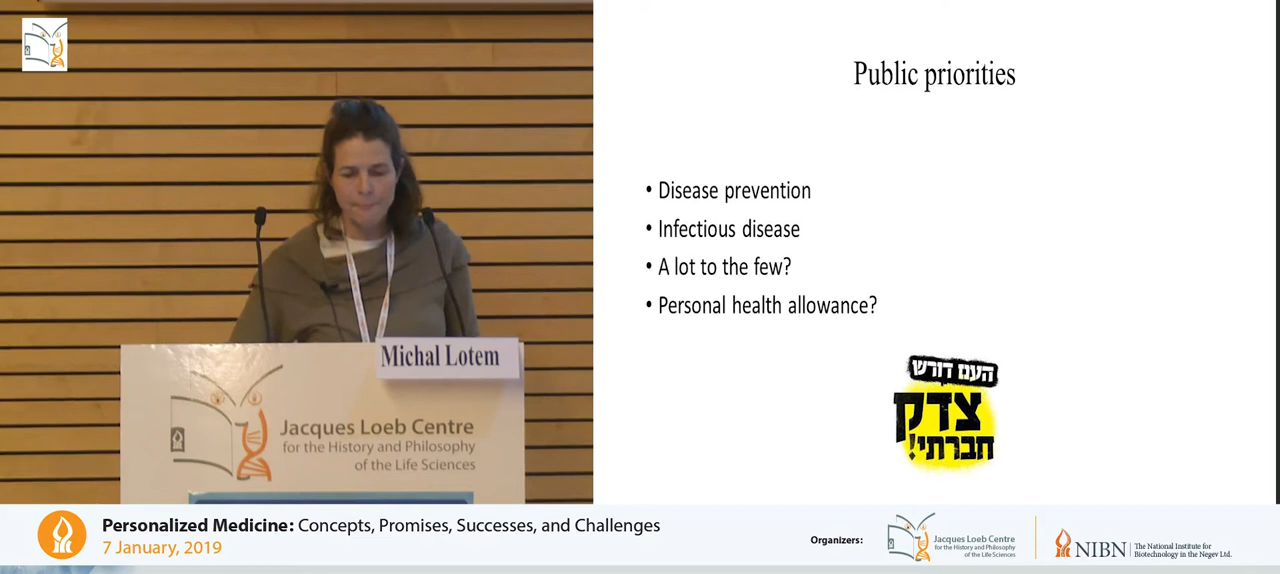 Public priorities
• Disease prevention
• Infectious disease
• A lot to the few?
• Personal health allowance?
העם דורש
צדק
חברתי!
Michal Lotem
Jacques Loeb Centre
for the History and Philosophy
of the Life Sciences
Personalized Medicine: Concepts, Promises, Successes, and Challenges
7 January, 2019
Organizers:
Jacques Loeb Centre
for the History and Philosophy
of the Life Sciences
NIBN
The National Institute for
Biotechnology in the Negev Ltd.